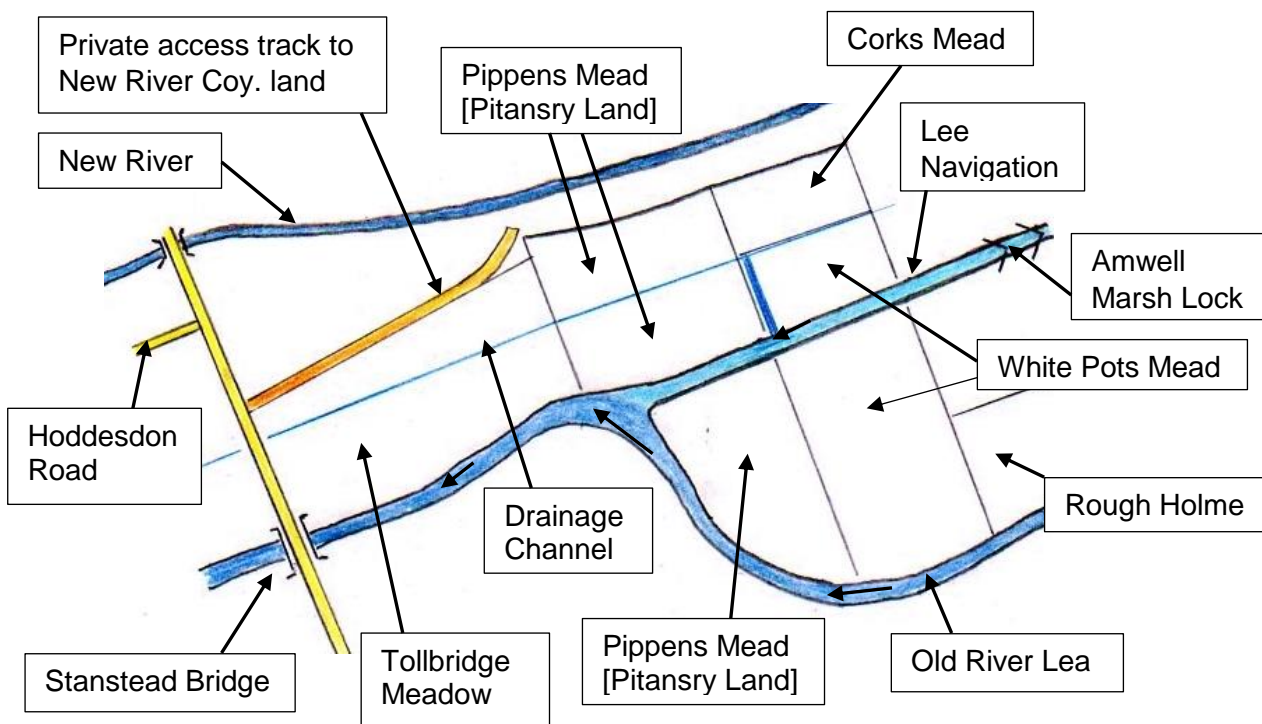 Private access track to
New River Coy. land
Pippens Mead
[Pitansry Land]
Corks Mead
New River
Lee
Navigation
Amwell
Marsh Lock
White Pots Mead
Hoddesdon
Road
Drainage
Channel
Rough Holme
Stanstead Bridge
Tollbridge
Meadow
Pippens Mead
[Pitansry Land]
Old River Lea